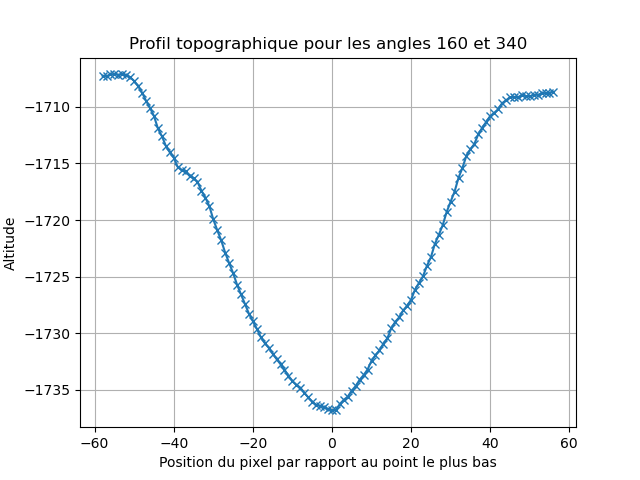 Profil topographique pour les angles 160 et 340
−1710
−1715
−1720
−1725
−1730
−1735
Altitude
−60 −40 −20 0 20 40 60
Position du pixel par rapport au point le plus bas